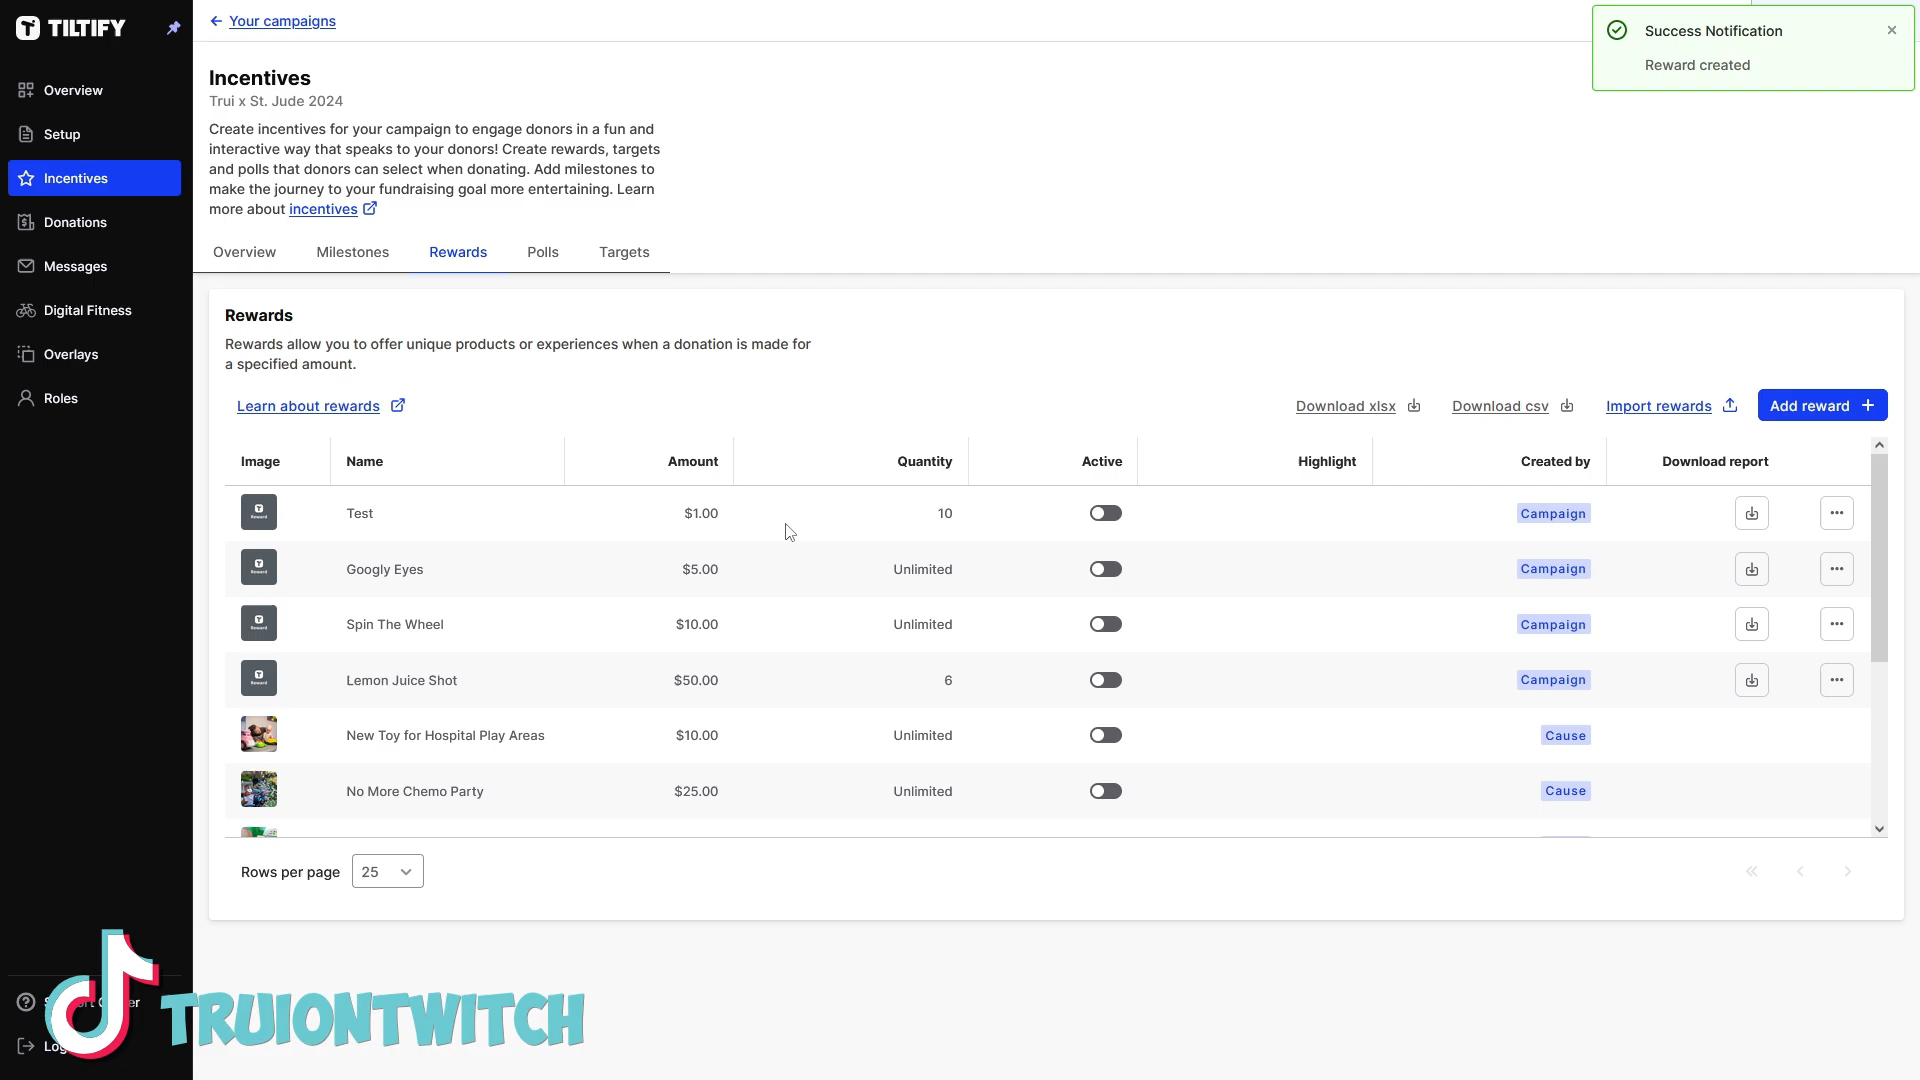 TILTIFY
Overview
Setup
Incentives
Donations
Messages
Digital Fitness
Overlays
Roles
Your campaigns
Success Notification
Reward created
Incentives
Trui x St. Jude 2024
Create incentives for your campaign to engage donors in a fun and
interactive way that speaks to your donors! Create rewards, targets
and polls that donors can select when donating. Add milestones to
make the journey to your fundraising goal more entertaining. Learn
more about incentives
Overview Milestones Rewards Polls Targets
Rewards
Rewards allow you to offer unique products or experiences when a donation is made for
a specified amount.
Learn about rewards Download xlsx Download csv Import rewards Add reward +
Image Name Amount Quantity Active Highlight Created by Download report
Reward Test $1.00 10 Campaign
Reward Googly Eyes $5.00 Unlimited Campaign
Reward Spin The Wheel $10.00 Unlimited Campaign
Reward Lemon Juice Shot $50.00 6 Campaign
New Toy for Hospital Play Areas $10.00 Unlimited Cause
No More Chemo Party $25.00 Unlimited Cause
Rows per page 25
TRUIONTWITCH